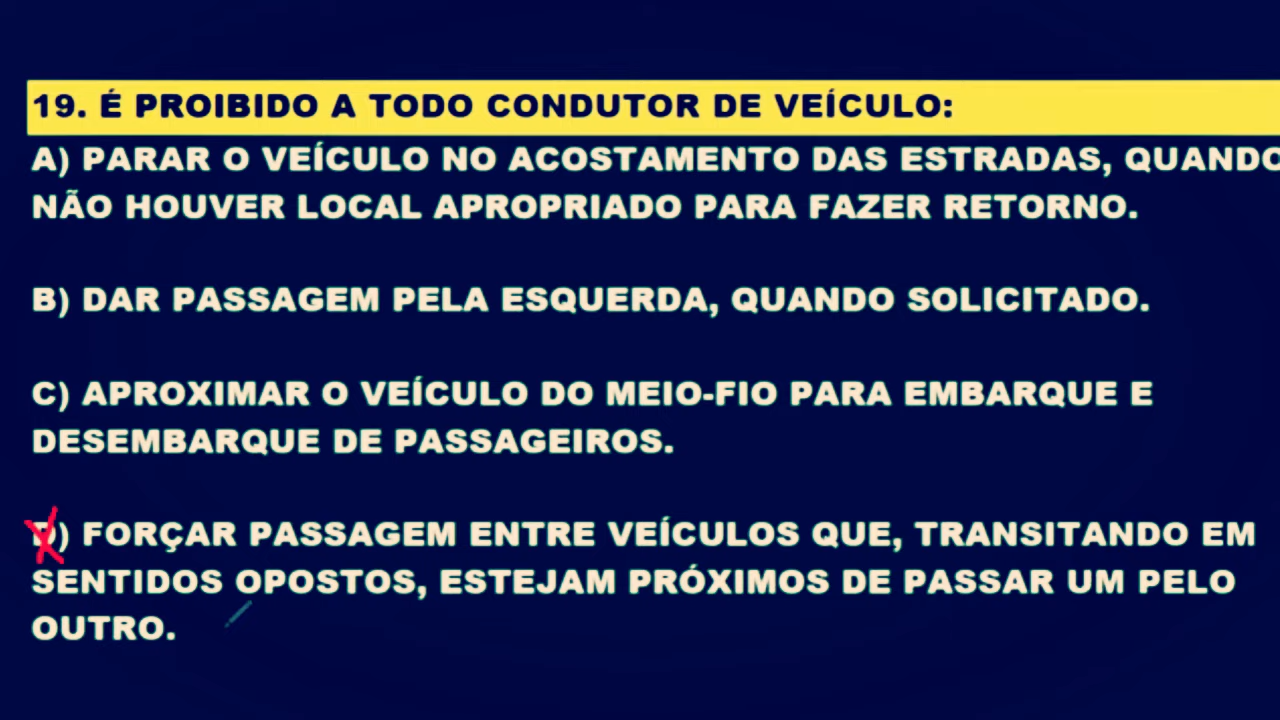 19. É PROIBIDO A TODO CONDUTOR DE VEÍCULO:
A) PARAR O VEÍCULO NO ACOSTAMENTO DAS ESTRADAS, QUANDO
NÃO HOUVER LOCAL APROPRIADO PARA FAZER RETORNO.
B) DAR PASSAGEM PELA ESQUERDA, QUANDO SOLICITADO.
C) APROXIMAR O VEÍCULO DO MEIO-FIO PARA EMBARQUE E
DESEMBARQUE DE PASSAGEIROS.
D) FORÇAR PASSAGEM ENTRE VEÍCULOS QUE, TRANSITANDO EM
SENTIDOS OPOSTOS, ESTEJAM PRÓXIMOS DE PASSAR UM PELO
OUTRO.